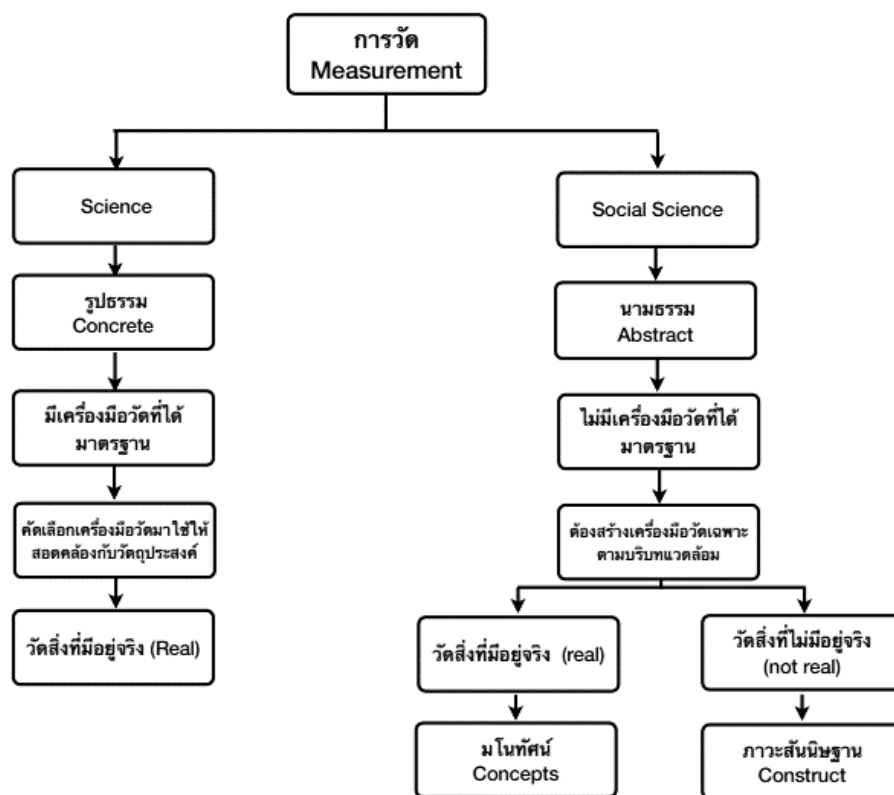 การวัด
Measurement
Science
Social Science
รูปธรรม
Concrete
นามธรรม
Abstract
มีเครื่องมือวัดที่ได้
มาตรฐาน
ไม่มีเครื่องมือวัดที่ได้
มาตรฐาน
คัดเลือกเครื่องมือวัดมาใช้ให้
สอดคล้องกับวัตถุประสงค์
ต้องสร้างเครื่องมือวัดเฉพาะ
ตามบริบทแวดล้อม
วัดสิ่งที่มีอยู่จริง (Real)
วัดสิ่งที่มีอยู่จริง (real)
วัดสิ่งที่ไม่มีอยู่จริง
(not real)
มโนทัศน์
Concepts
ภาวะสันนิษฐาน
Construct